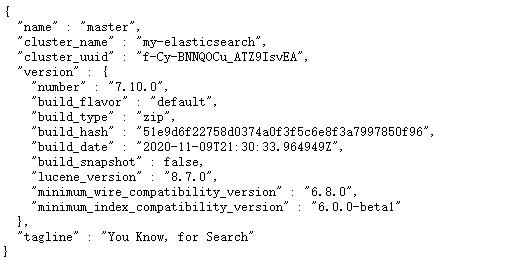 {
  "name" : "master",
  "cluster_name" : "my-elasticsearch",
  "cluster_uuid" : "f-Cy-BNNQOCu_ATZ9IsvEA",
  "version" : {
    "number" : "7.10.0",
    "build_flavor" : "default",
    "build_type" : "zip",
    "build_hash" : "51e9d6f22758d0374a0f3f5c6e8f3a7997850f96",
    "build_date" : "2020-11-09T21:30:33.964949Z",
    "build_snapshot" : false,
    "lucene_version" : "8.7.0",
    "minimum_wire_compatibility_version" : "6.8.0",
    "minimum_index_compatibility_version" : "6.0.0-beta1"
  },
  "tagline" : "You Know, for Search"
}